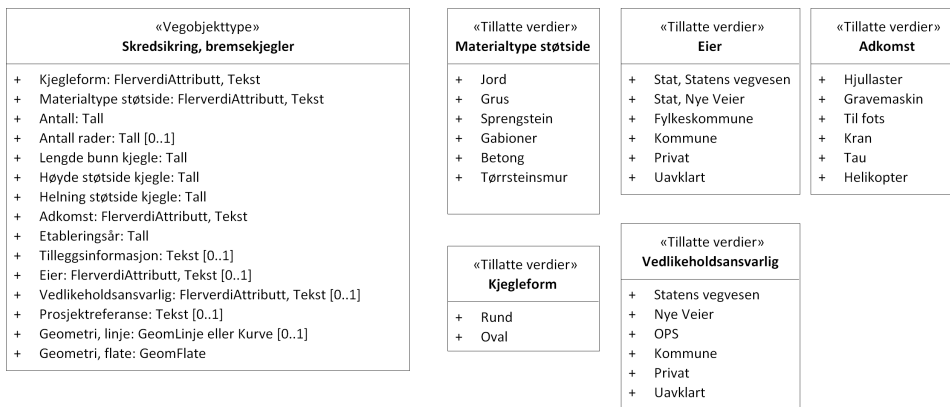 «Vegobjekttype»
Skredsikring, bremsekjegler
+ Kjegleform: FlerverdiAttributt, Tekst
+ Materialtype støtside: FlerverdiAttributt, Tekst
+ Antall: Tall
+ Antall rader: Tall [0..1]
+ Lengde bunn kjegle: Tall
+ Høyde støtside kjegle: Tall
+ Helning støtside kjegle: Tall
+ Adkomst: FlerverdiAttributt, Tekst
+ Etableringsår: Tall
+ Tilleggsinformasjon: Tekst [0..1]
+ Eier: FlerverdiAttributt, Tekst [0..1]
+ Vedlikeholdsansvarlig: FlerverdiAttributt, Tekst [0..1]
+ Prosjektreferanse: Tekst [0..1]
+ Geometri, linje: GeomLinje eller Kurve [0..1]
+ Geometri, flate: GeomFlate
«Tillatte verdier»
Materialtype støtside
+ Jord
+ Grus
+ Sprengstein
+ Gabioner
+ Betong
+ Tørrsteinsmur
«Tillatte verdier»
Eier
+ Stat, Statens vegvesen
+ Stat, Nye Veier
+ Fylkeskommune
+ Kommune
+ Privat
+ Uavklart
«Tillatte verdier»
Adkomst
+ Hjullaster
+ Gravemaskin
+ Til fots
+ Kran
+ Tau
+ Helikopter
«Tillatte verdier»
Kjegleform
+ Rund
+ Oval
«Tillatte verdier»
Vedlikeholdsansvarlig
+ Statens vegvesen
+ Nye Veier
+ OPS
+ Kommune
+ Privat
+ Uavklart